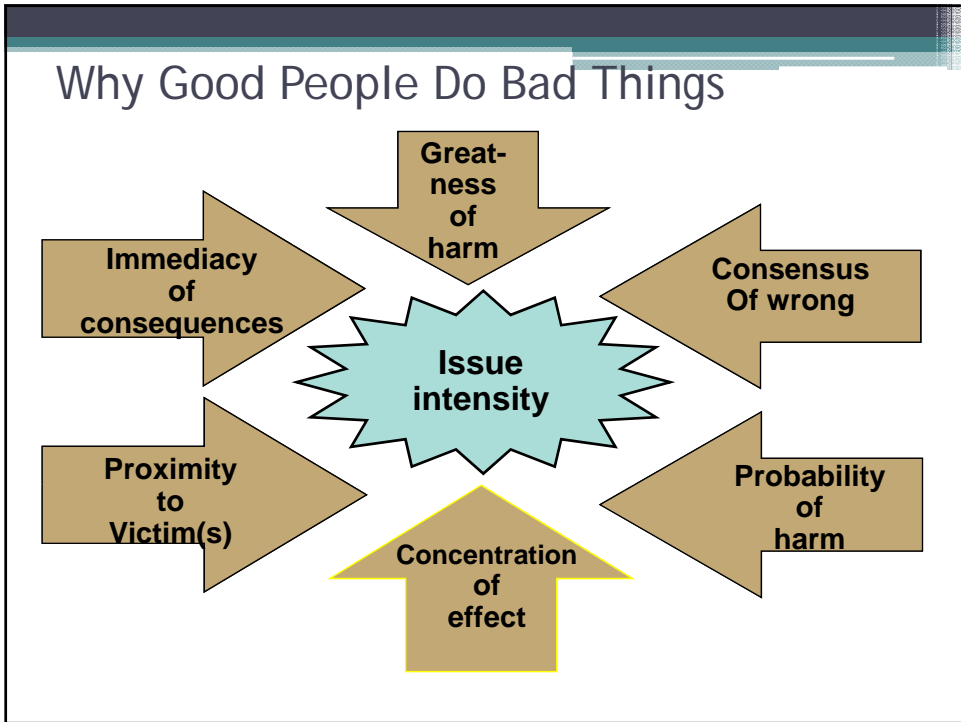 Why Good People Do Bad Things
Great-
ness
of
harm
Immediacy
of
consequences
Consensus
Of wrong
Issue
intensity
Proximity
to
Victim(s)
Probability
of
harm
Concentration
of
effect